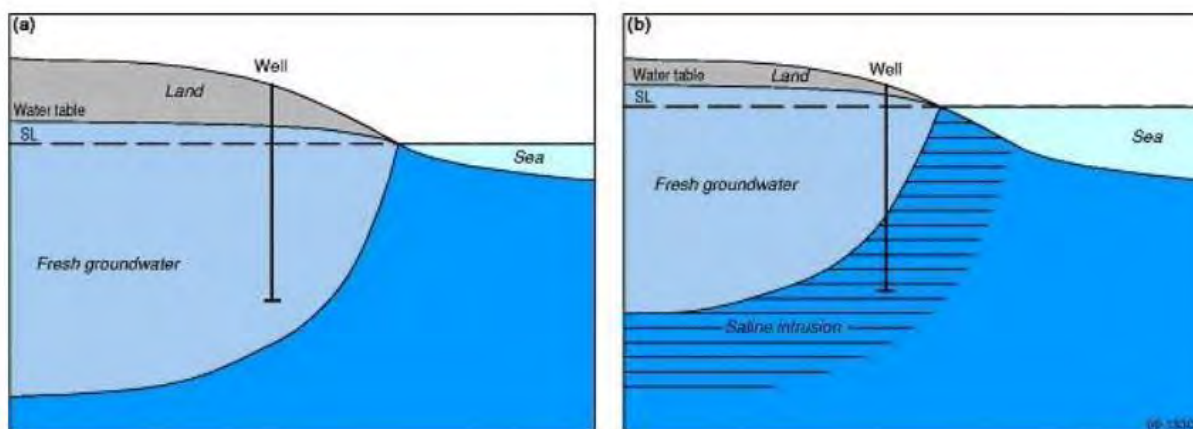 (a)
Well
Land
Water table
SL
Sea
Fresh groundwater
(b)
Well
Land
Water table
SL
Sea
Fresh groundwater
Saline intrusion